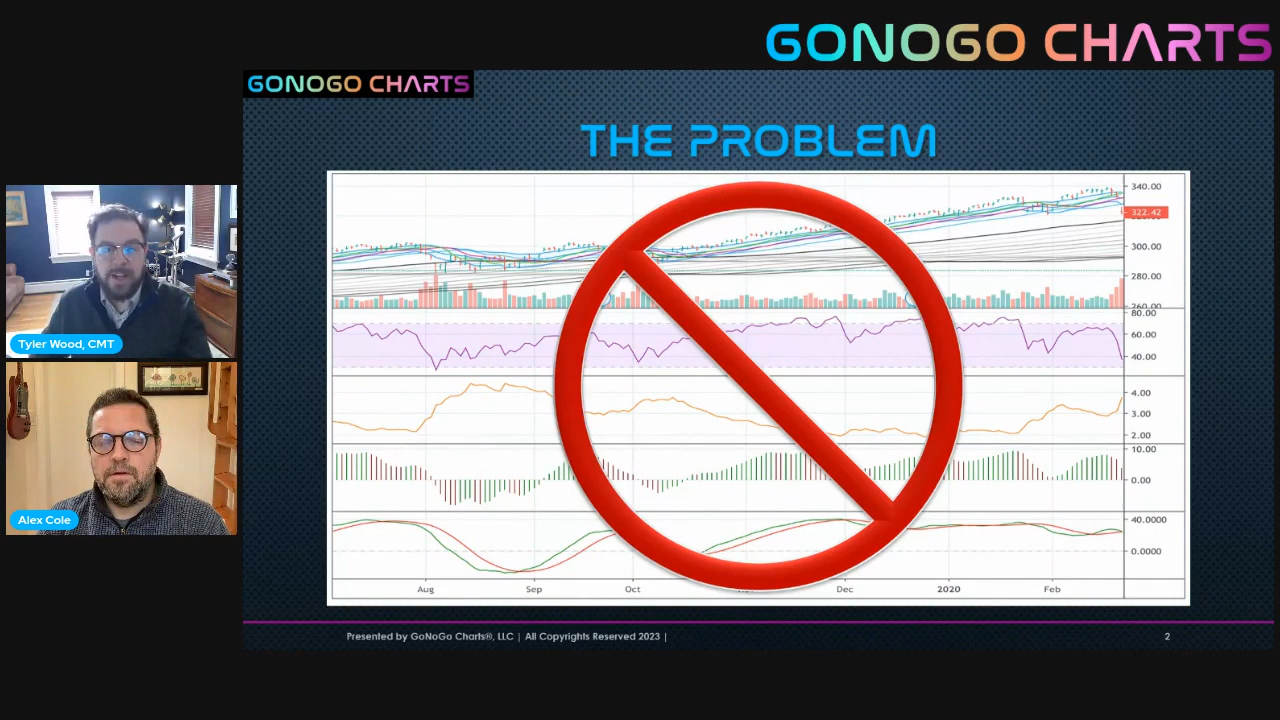 GONOGO CHARTS
GONOGO CHARTS
THE PROBLEM
340.00
322.42
300.00
280.00
260.00
80.00
60.00
40.00
4.00
3.00
2.00
10.00
0.00
40.0000
0.0000
Aug Sep Oct Dec 2020 Feb
Presented by GoNoGo Charts®, LLC | All Copyrights Reserved 2023 |
2
Tyler Wood, CMT
Alex Cole